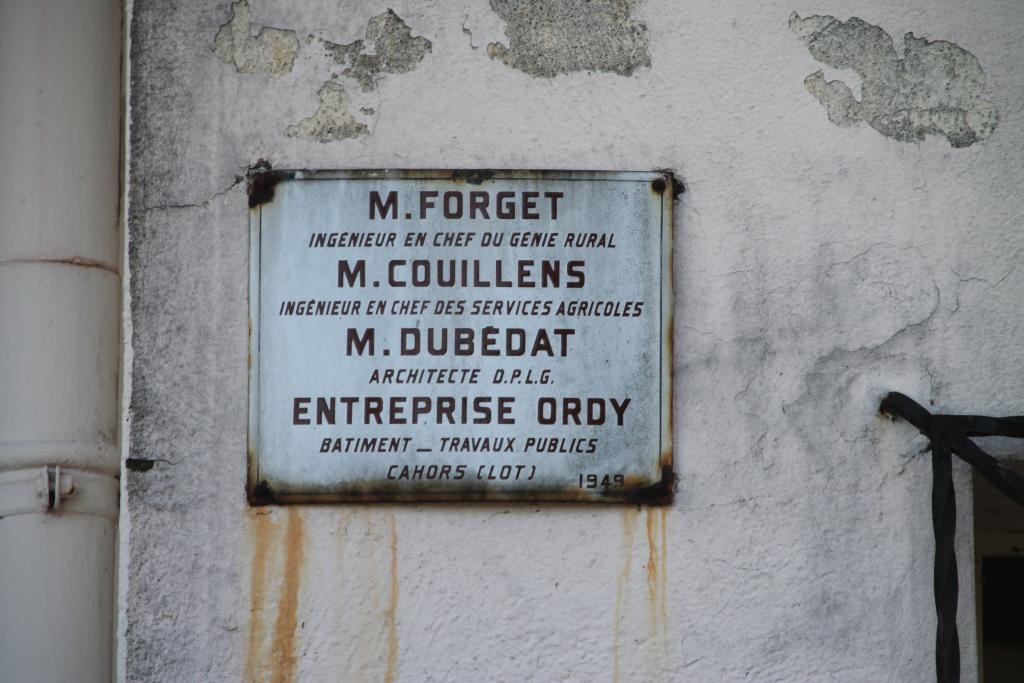 M. FORGET
INGÉNIEUR EN CHEF DU GÉNIE RURAL
M. COUILLENS
INGÉNIEUR EN CHEF DES SERVICES AGRICOLES
M. DUBÉDAT
ARCHITECTE D.P.L.G.
ENTREPRISE ORDY
BATIMENT _ TRAVAUX PUBLICS
CAHORS (LOT) 1949